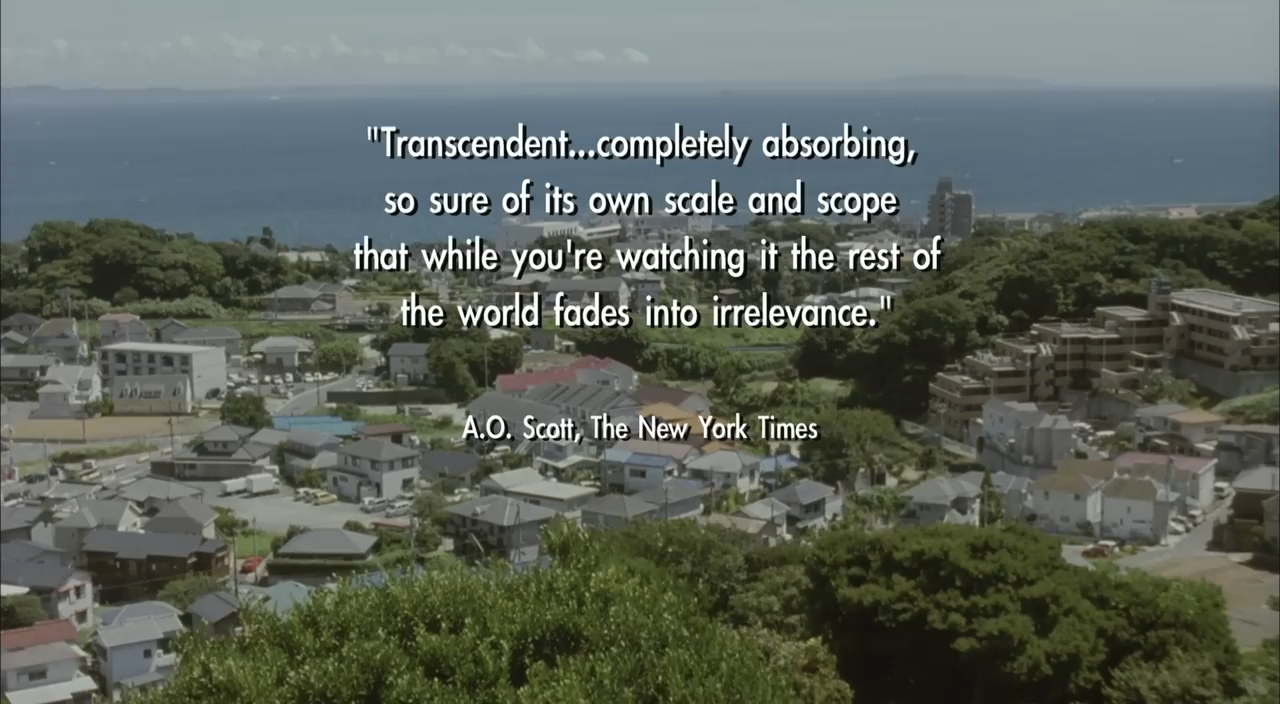 "Transcendent...completely absorbing,
so sure of its own scale and scope
that while you're watching it the rest of
the world fades into irrelevance."
A.O. Scott, The New York Times